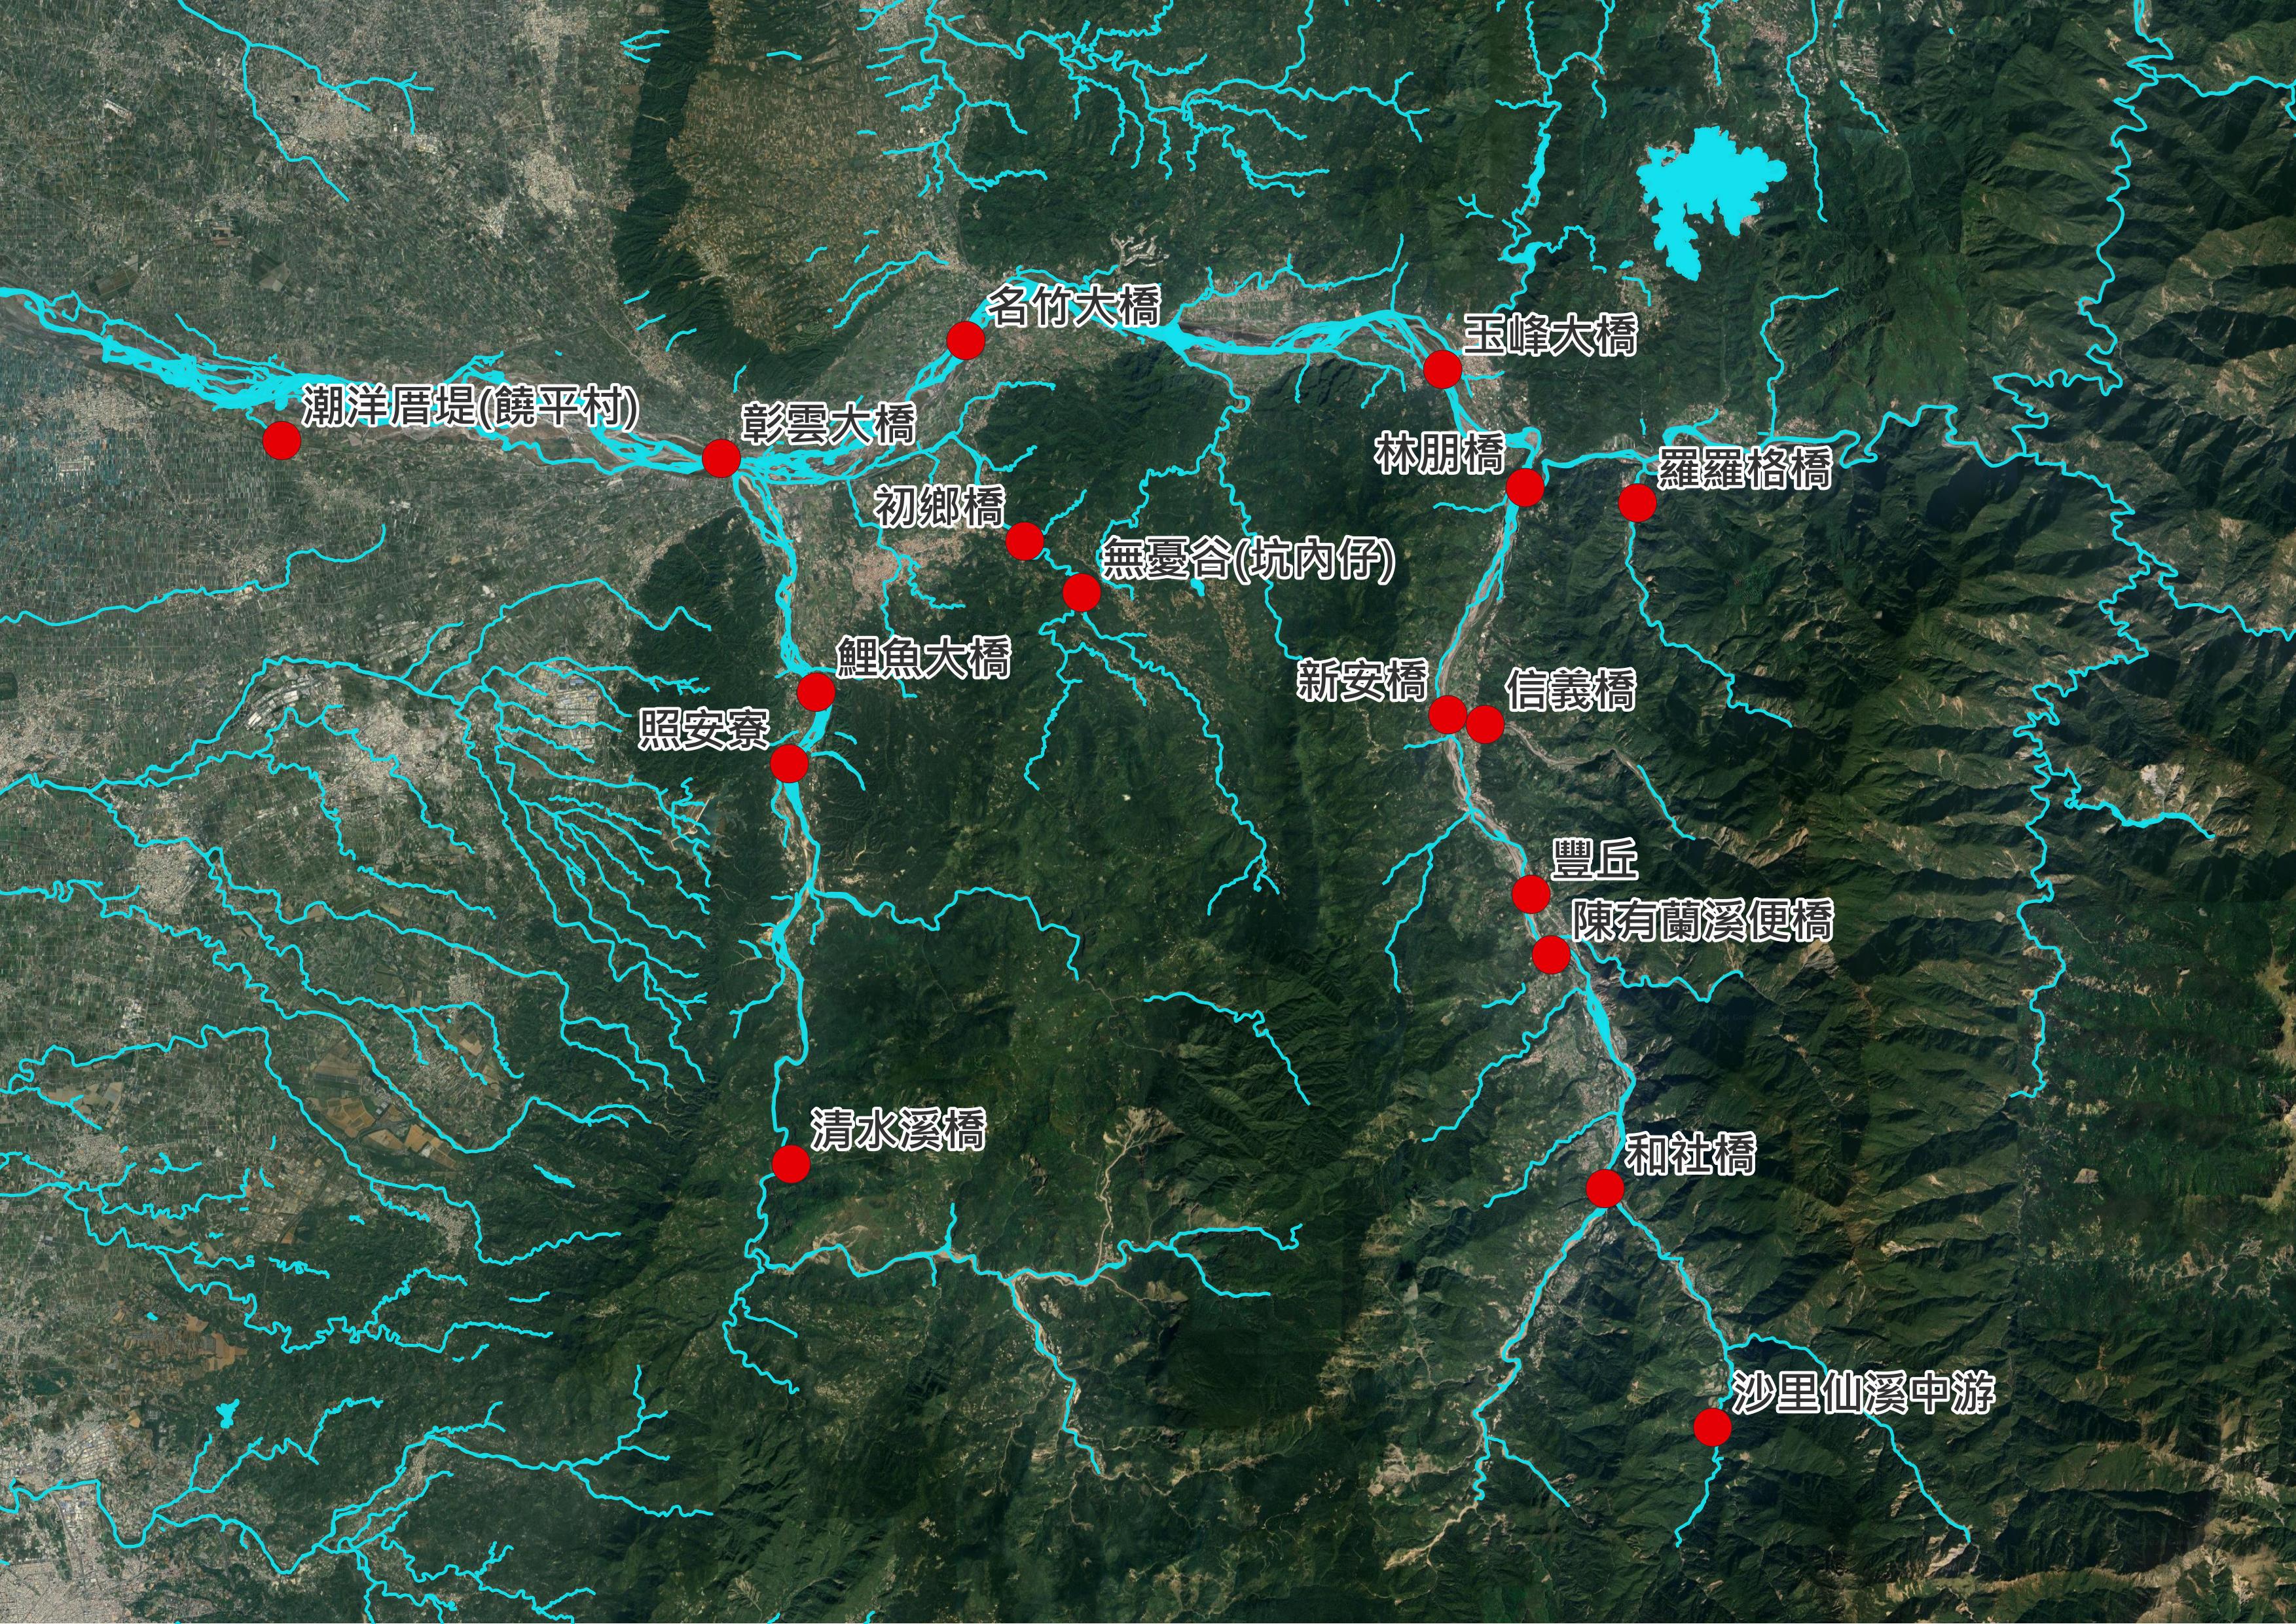 名竹大橋
玉峰大橋
潮洋厝堤(饒平村)
彰雲大橋
林朋橋
羅羅格橋
初鄉橋
無憂谷(坑內仔)
鯉魚大橋
新安橋
信義橋
照安寮
豐丘
陳有蘭溪便橋
清水溪橋
和社橋
沙里仙溪中游